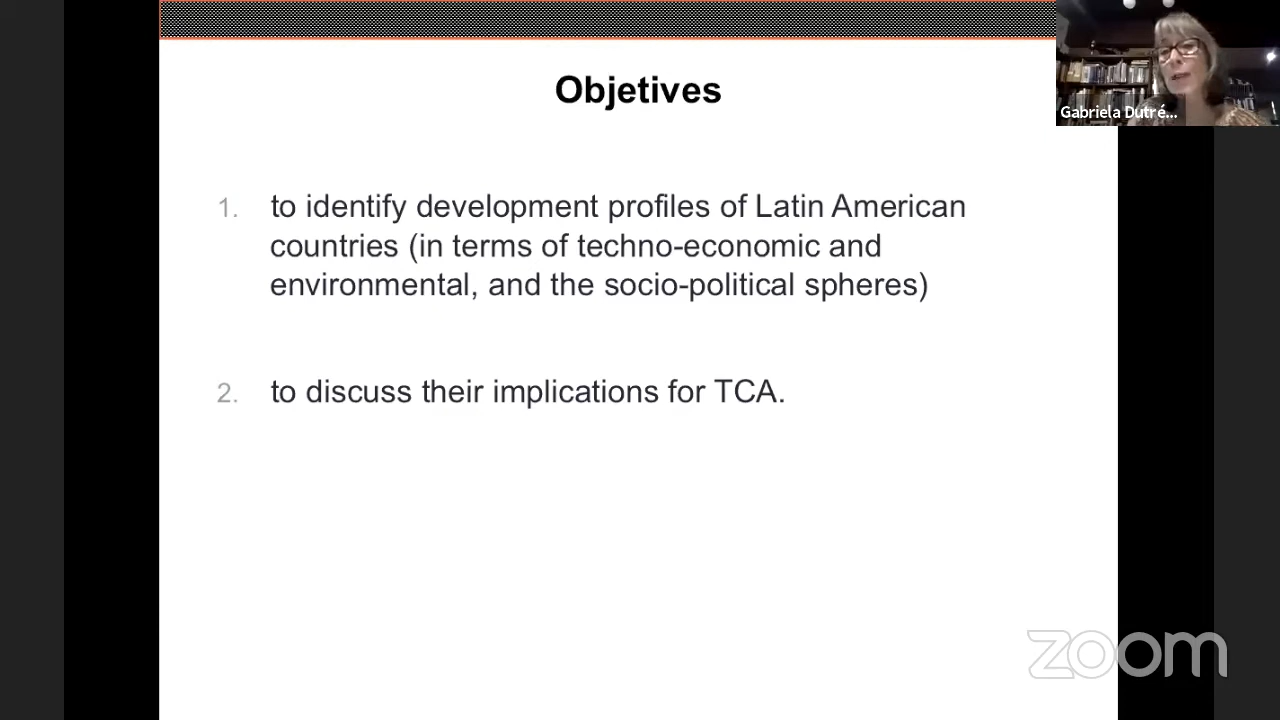 Objetives
Gabriela Dutré...
1. to identify development profiles of Latin American
countries (in terms of techno-economic and
environmental, and the socio-political spheres)
2. to discuss their implications for TCA.
zoom